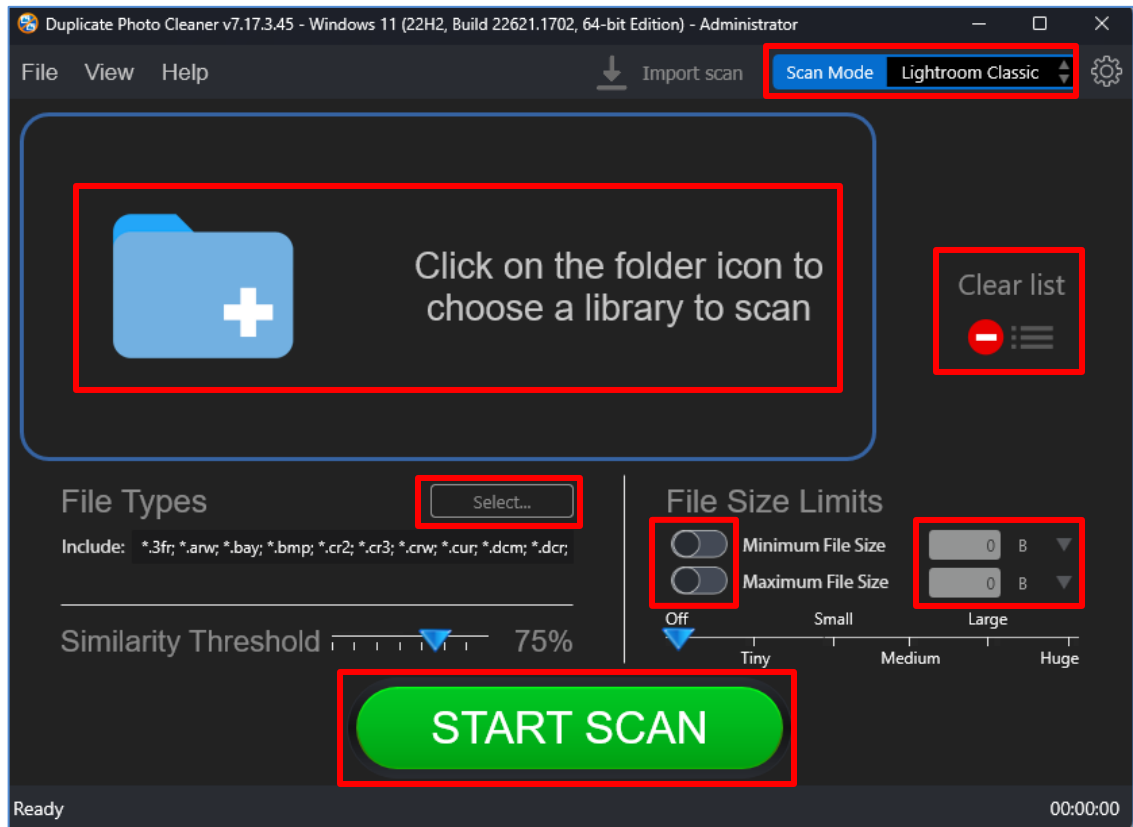 Duplicate Photo Cleaner v7.17.3.45 - Windows 11 (22H2, Build 22621.1702, 64-bit Edition) - Administrator
File View Help Import scan Scan Mode Lightroom Classic
Click on the folder icon to
choose a library to scan
Clear list
File Types Select...
Include: *.3fr; *.arw; *.bay; *.bmp; *.cr2; *.cr3; *.crw; *.cur; *.dcm; *.dcr;
Similarity Threshold 75%
File Size Limits
Minimum File Size 0 B
Maximum File Size 0 B
Off Small Large
Tiny Medium Huge
START SCAN
Ready 00:00:00